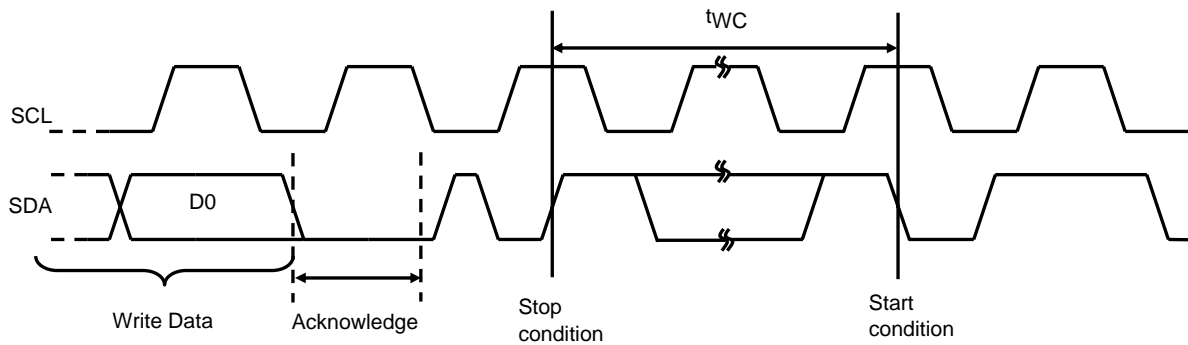 tWC
SCL
SDA
D0
Write Data
Acknowledge
Stop
condition
Start
condition